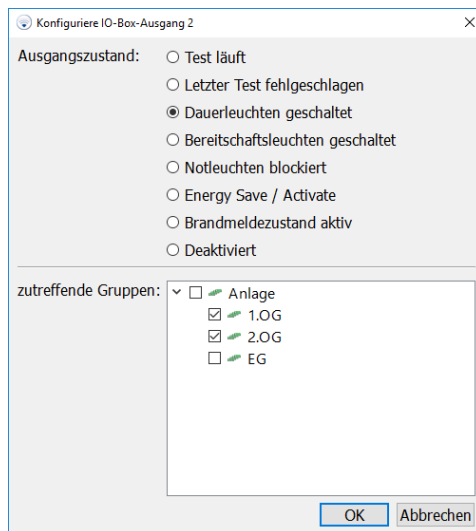 Konfiguriere IO-Box-Ausgang 2
Ausgangszustand:
Test läuft
Letzter Test fehlgeschlagen
Dauerleuchten geschaltet
Bereitschaftsleuchten geschaltet
Notleuchten blockiert
Energy Save / Activate
Brandmeldezustand aktiv
Deaktiviert
zutreffende Gruppen:
Anlage
1.OG
2.OG
EG
OK
Abbrechen